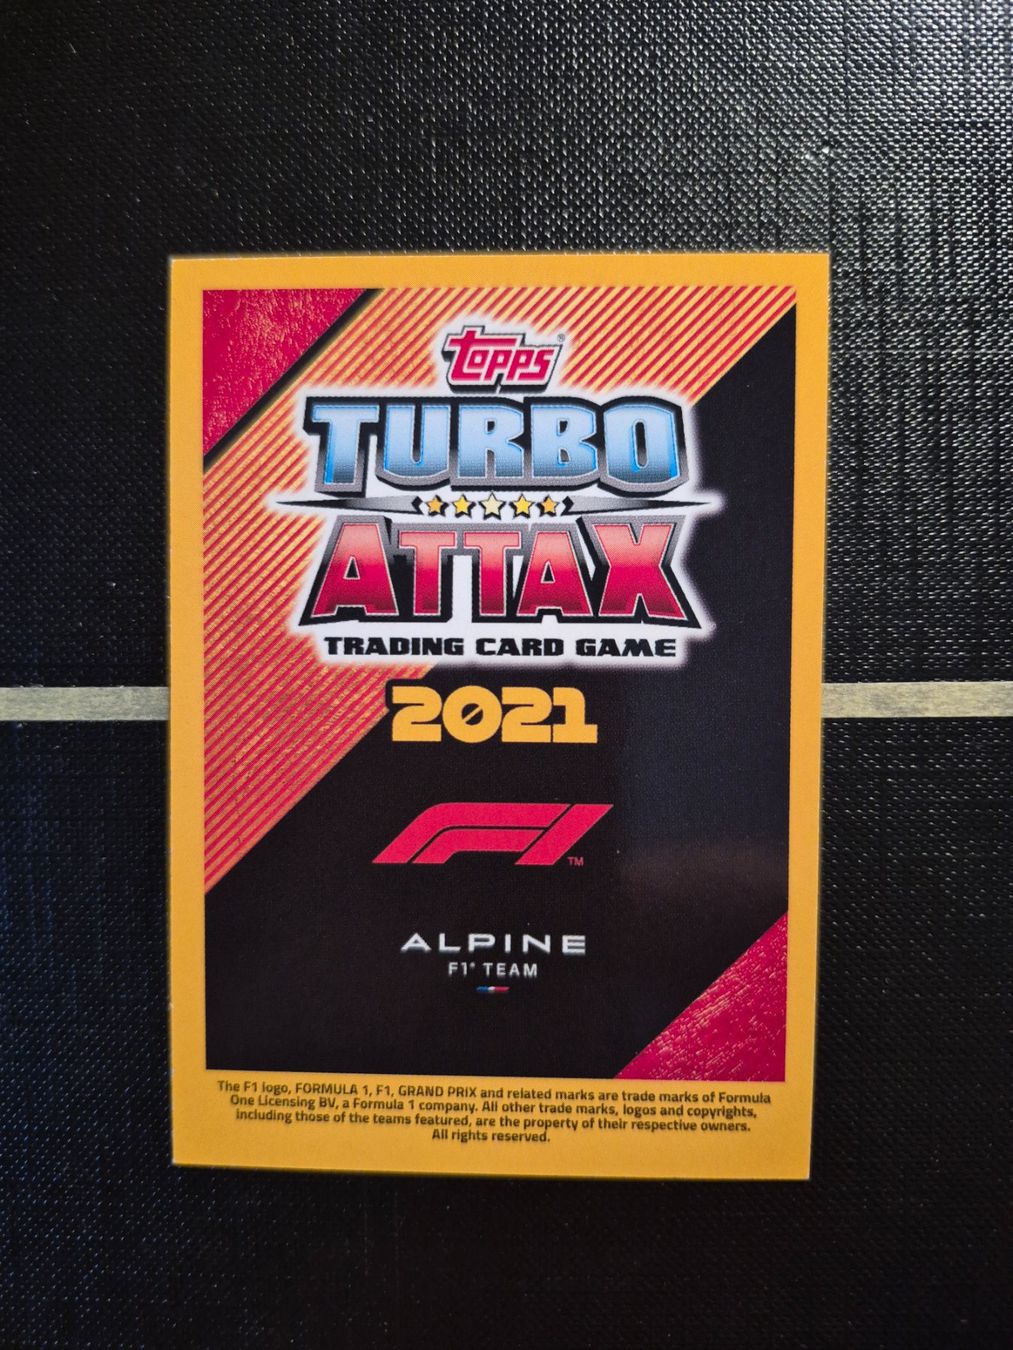 Topps®
TURBO
ATTAX
TRADING CARD GAME
2021
F1™
ALPINE
F1® TEAM
The F1 logo, FORMULA 1, F1, GRAND PRIX and related marks are trade marks of Formula
One Licensing BV, a Formula 1 company. All other trade marks, logos and copyrights,
including those of the teams featured, are the property of their respective owners.
All rights reserved.